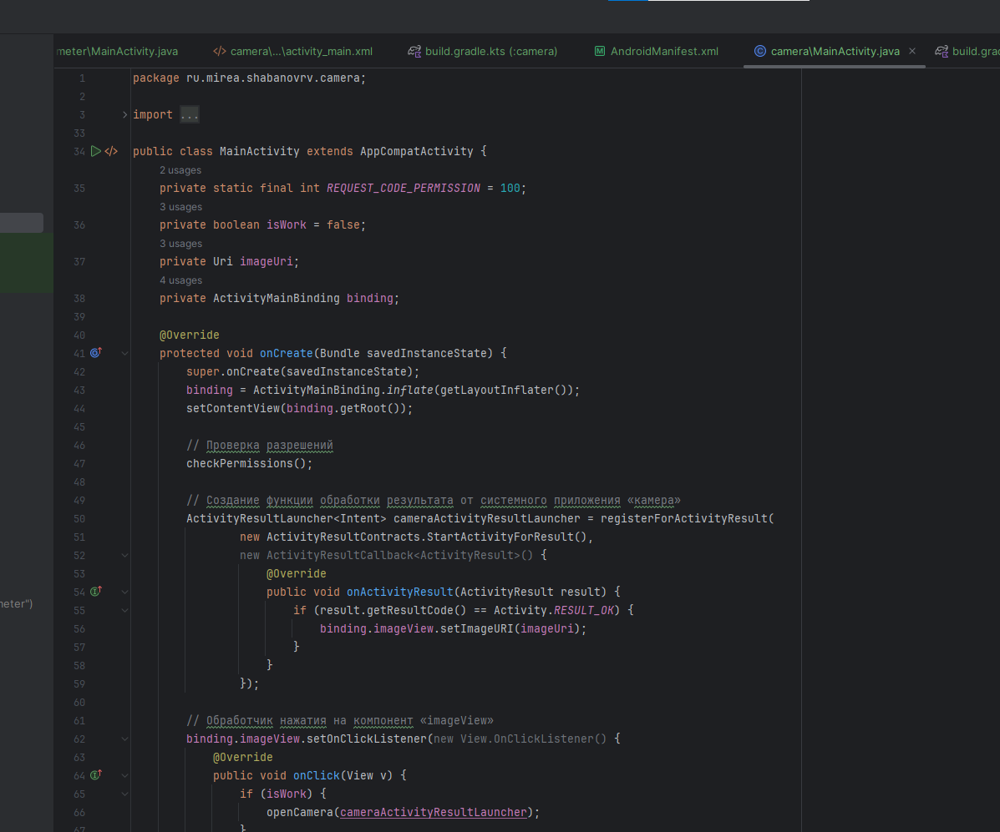 meter\MainActivity.java </> camera\...\activity_main.xml build.gradle.kts (:camera) M AndroidManifest.xml C camera\MainActivity.java × build.gra
1 package ru.mirea.shabanovrv.camera;
2
3 > import ...
33
34 </> public class MainActivity extends AppCompatActivity {
2 usages
35 private static final int REQUEST_CODE_PERMISSION = 100;
3 usages
36 private boolean isWork = false;
3 usages
37 private Uri imageUri;
4 usages
38 private ActivityMainBinding binding;
39
40 @Override
41 protected void onCreate(Bundle savedInstanceState) {
42 super.onCreate(savedInstanceState);
43 binding = ActivityMainBinding.inflate(getLayoutInflater());
44 setContentView(binding.getRoot());
45
46 // Проверка разрешений
47 checkPermissions();
48
49 // Создание функции обработки результата от системного приложения «камера»
50 ActivityResultLauncher<Intent> cameraActivityResultLauncher = registerForActivityResult(
51 new ActivityResultContracts.StartActivityForResult(),
52 new ActivityResultCallback<ActivityResult>() {
53 @Override
54 public void onActivityResult(ActivityResult result) {
55 if (result.getResultCode() == Activity.RESULT_OK) {
56 binding.imageView.setImageURI(imageUri);
57 }
58 }
59 });
60
61 // Обработчик нажатия на компонент «imageView»
62 binding.imageView.setOnClickListener(new View.OnClickListener() {
63 @Override
64 public void onClick(View v) {
65 if (isWork) {
66 openCamera(cameraActivityResultLauncher);
67 }
meter")